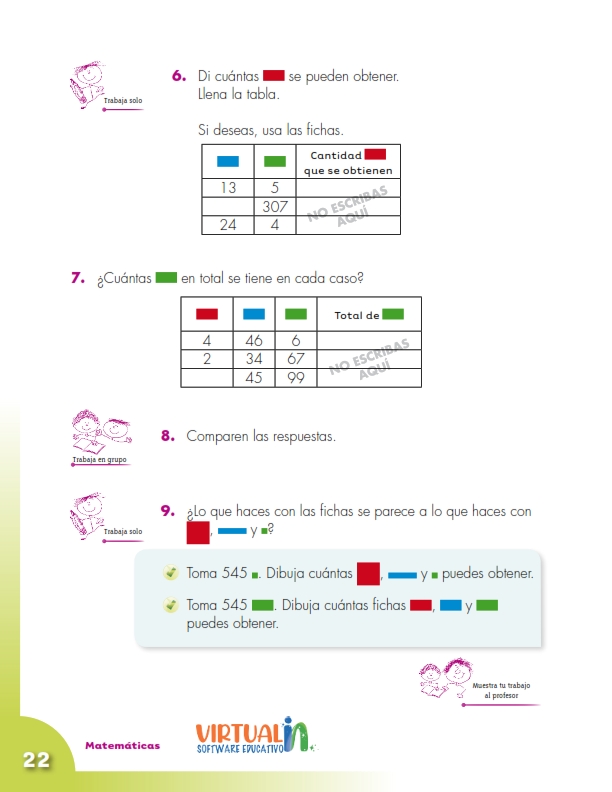 6. Di cuántas se pueden obtener.
Llena la tabla.
Trabaja solo
Si deseas, usa las fichas.
Cantidad
que se obtienen
13 5
307
24 4
NO ESCRIBAS
AQUÍ
7. ¿Cuántas en total se tiene en cada caso?
Total de
4 46 6
2 34 67
45 99
NO ESCRIBAS
AQUÍ
8. Comparen las respuestas.
Trabaja en grupo
9. ¿Lo que haces con las fichas se parece a lo que haces con
, y ?
Trabaja solo
Toma 545 . Dibuja cuántas , y puedes obtener.
Toma 545 . Dibuja cuántas fichas , y
puedes obtener.
Muestra tu trabajo
al profesor
22 Matemáticas
VIRTUAL in
SOFTWARE EDUCATIVO